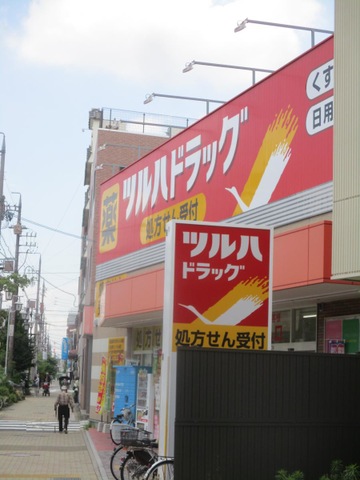 薬
ツルハドラッグ
処方せん受付
くす
日用
ツルハ
ドラッグ
処方せん受付